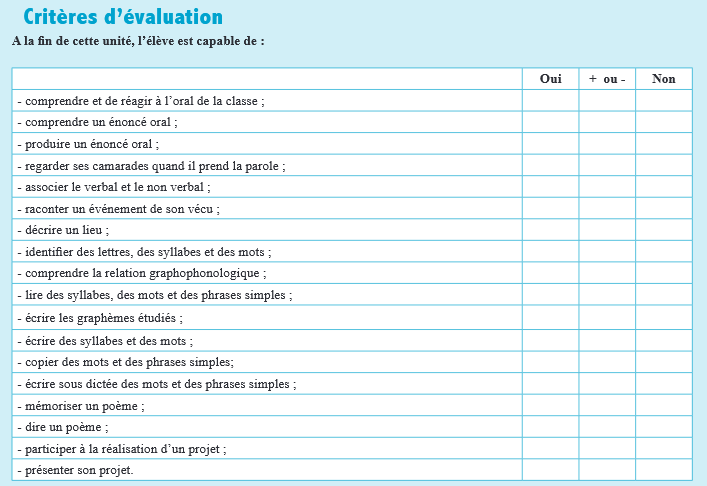 Critères d'évaluation
A la fin de cette unité, l'élève est capable de :
Oui + ou - Non
- comprendre et de réagir à l'oral de la classe ;
- comprendre un énoncé oral ;
- produire un énoncé oral ;
- regarder ses camarades quand il prend la parole ;
- associer le verbal et le non verbal ;
- raconter un événement de son vécu ;
- décrire un lieu ;
- identifier des lettres, des syllabes et des mots ;
- comprendre la relation graphophonologique ;
- lire des syllabes, des mots et des phrases simples ;
- écrire les graphèmes étudiés ;
- écrire des syllabes et des mots ;
- copier des mots et des phrases simples;
- écrire sous dictée des mots et des phrases simples ;
- mémoriser un poème ;
- dire un poème ;
- participer à la réalisation d'un projet ;
- présenter son projet.